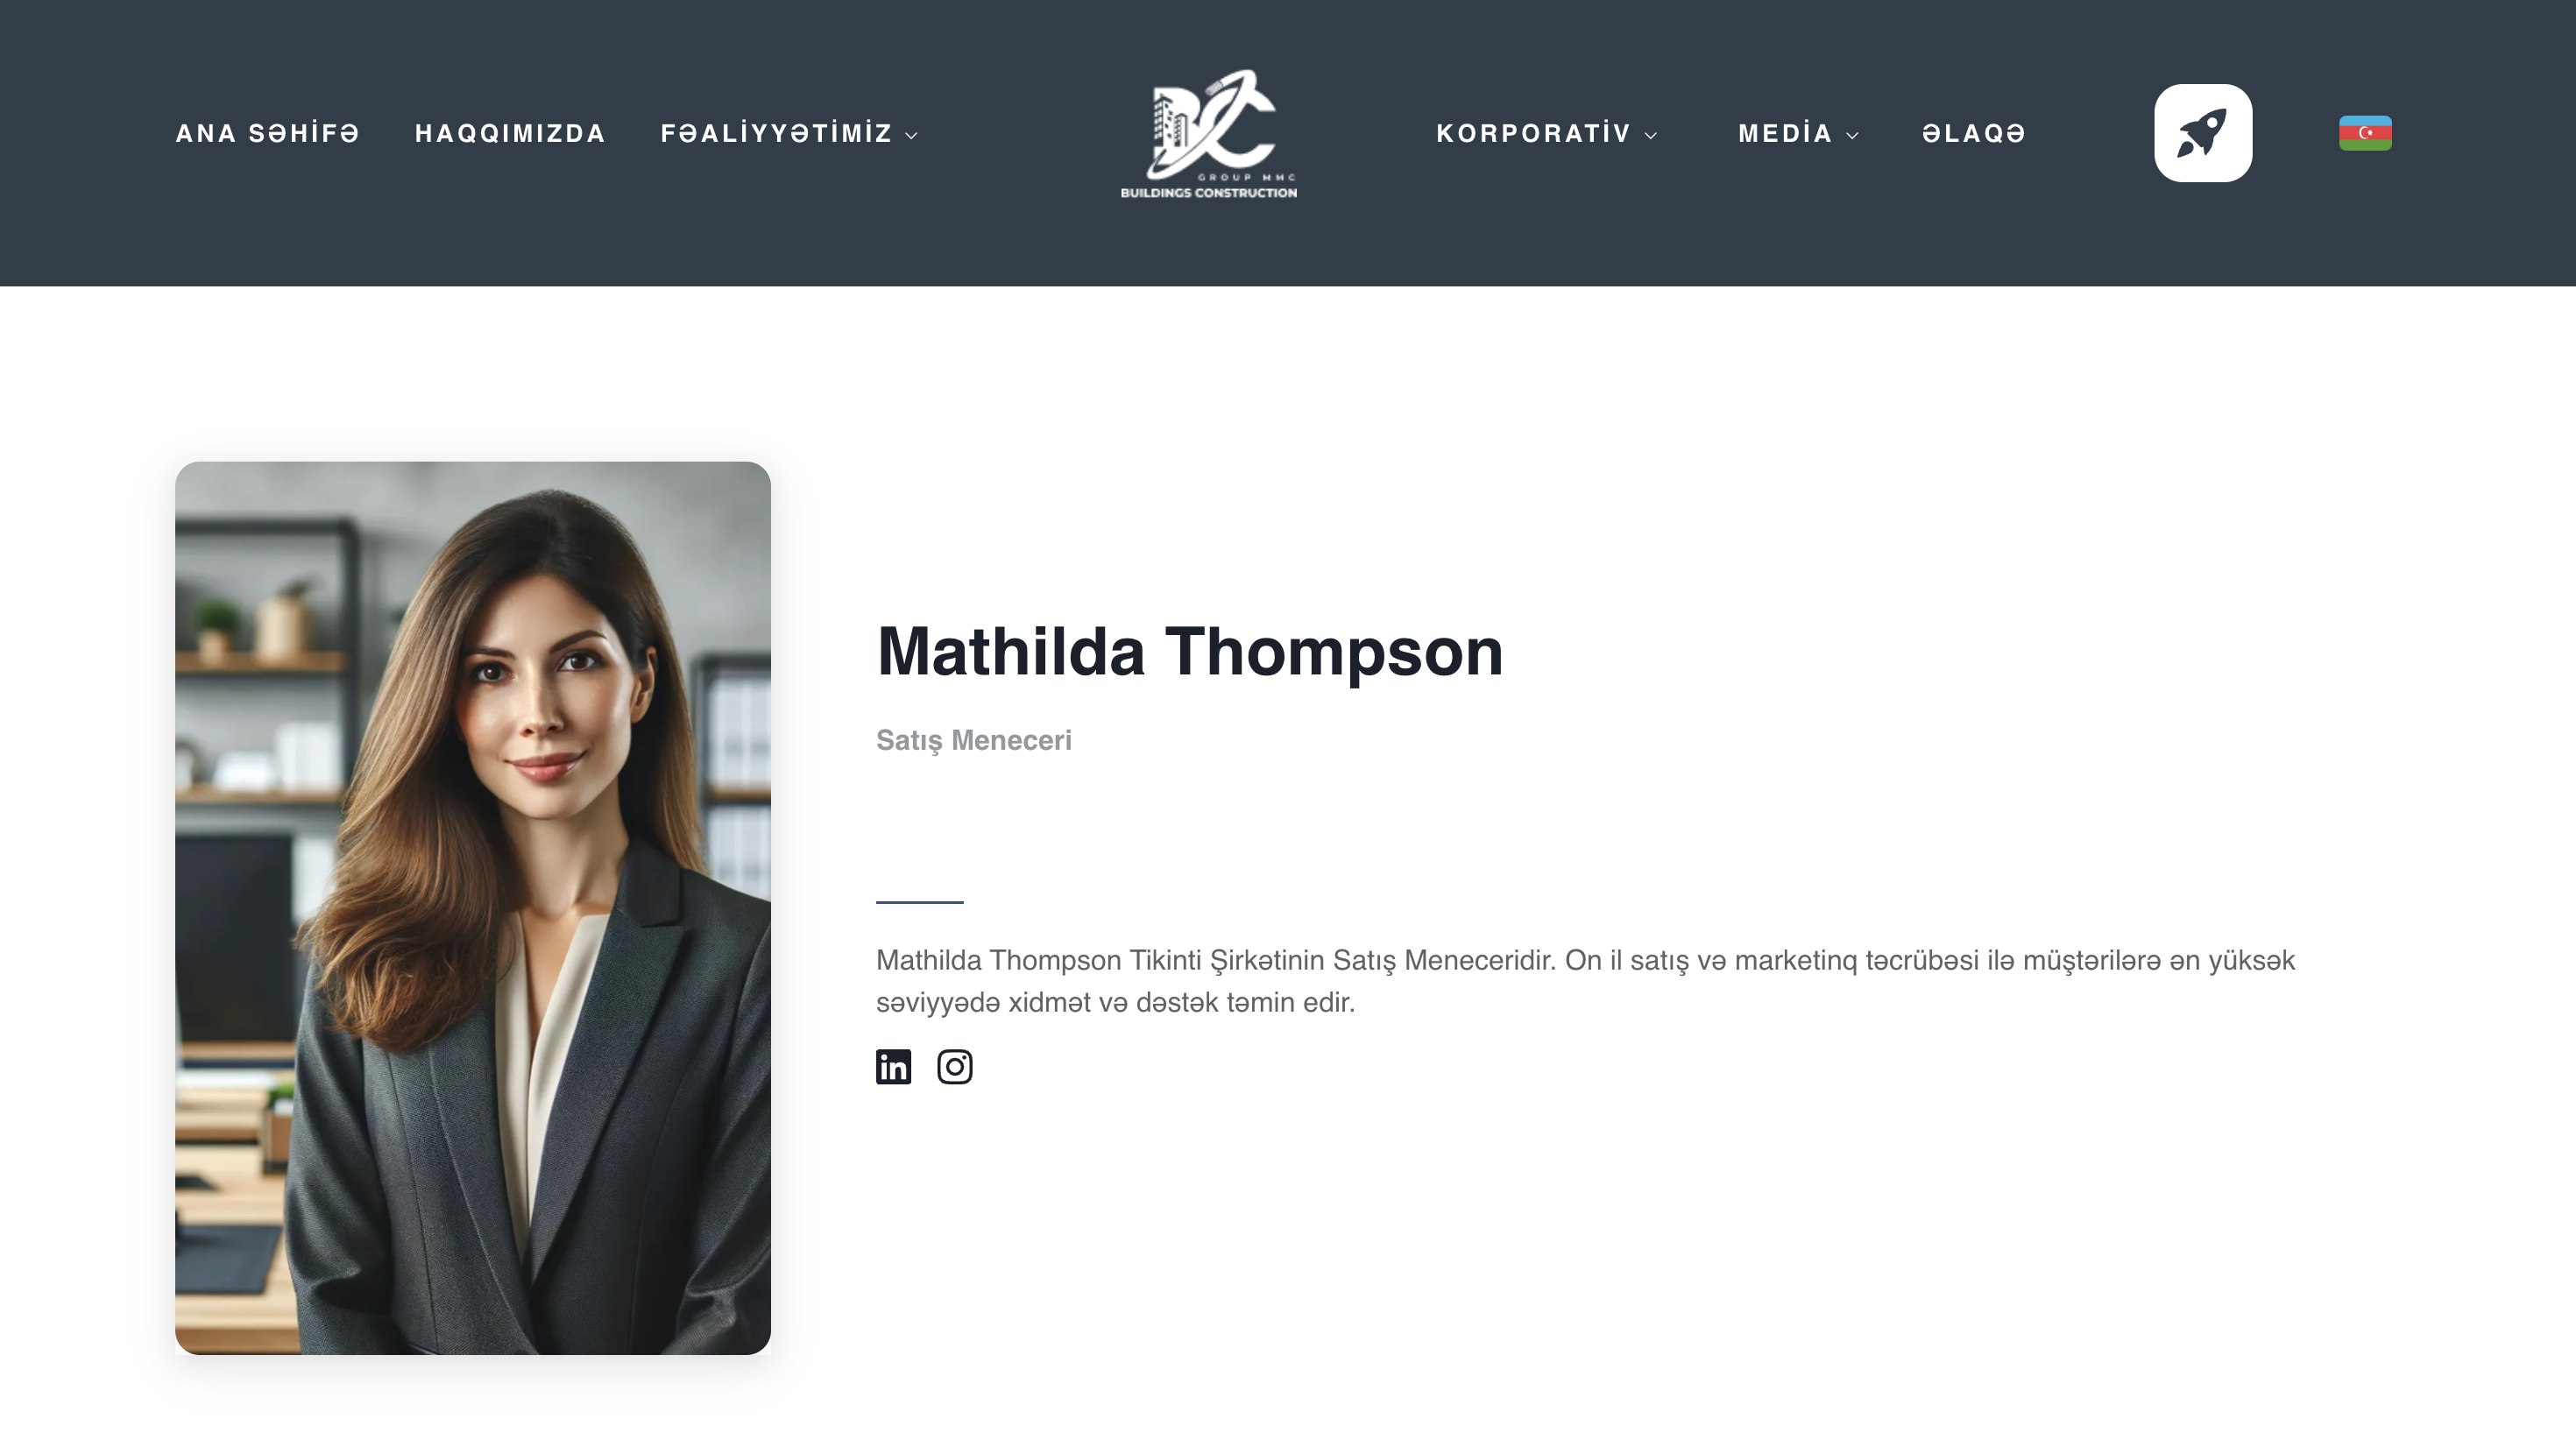 ANA SƏHİFƏ
HAQQIMIZDA
FƏALİYYƏTİMİZ
BC
GROUP MMC
BUILDINGS CONSTRUCTION
KORPORATİV
MEDİA
ƏLAQƏ
Mathilda Thompson
Satış Meneceri
Mathilda Thompson Tikinti Şirkətinin Satış Meneceridir. On il satış və marketinq təcrübəsi ilə müştərilərə ən yüksək
səviyyədə xidmət və dəstək təmin edir.
in